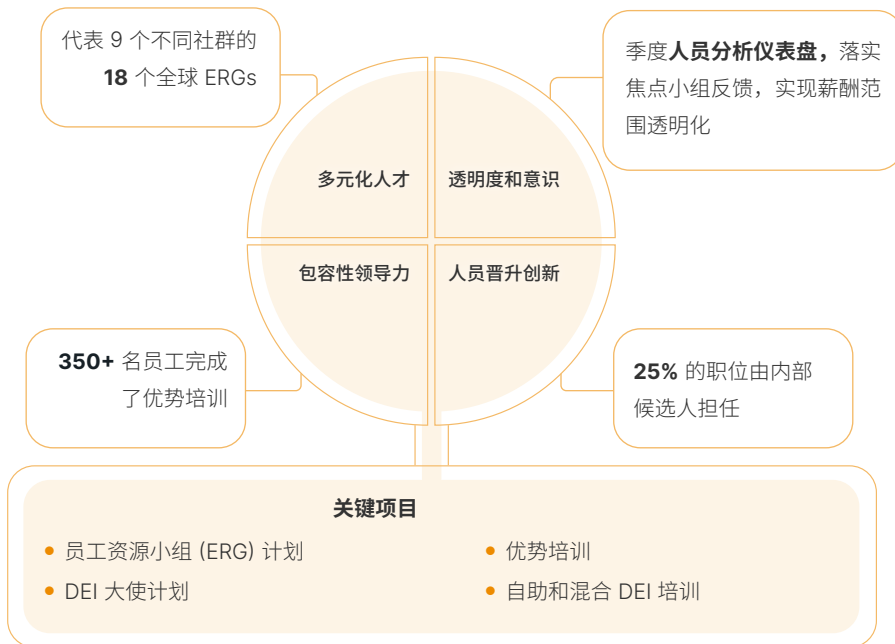 代表 9 个不同社群的
18 个全球 ERGs
季度人员分析仪表盘，落实
焦点小组反馈，实现薪酬范
围透明化
多元化人才
透明度和意识
包容性领导力
人员晋升创新
350+ 名员工完成
了优势培训
25% 的职位由内部
候选人担任
关键项目
员工资源小组 (ERG) 计划
DEI 大使计划
优势培训
自助和混合 DEI 培训